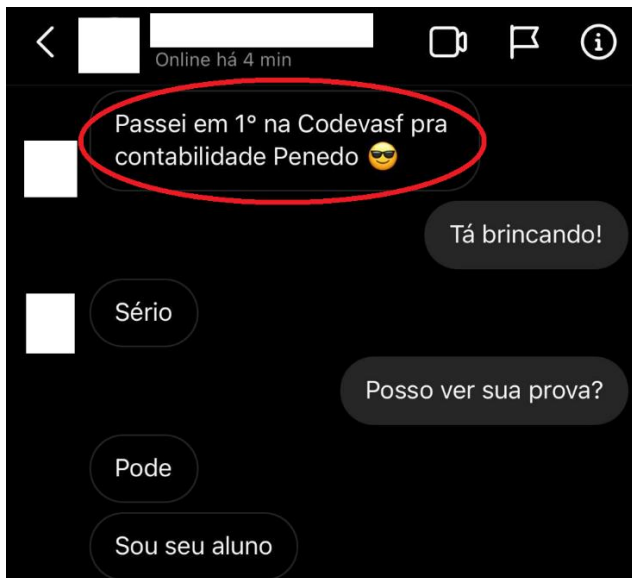 Online há 4 min
Passei em 1º na Codevasf pra
contabilidade Penedo 😎
Tá brincando!
Sério
Posso ver sua prova?
Pode
Sou seu aluno